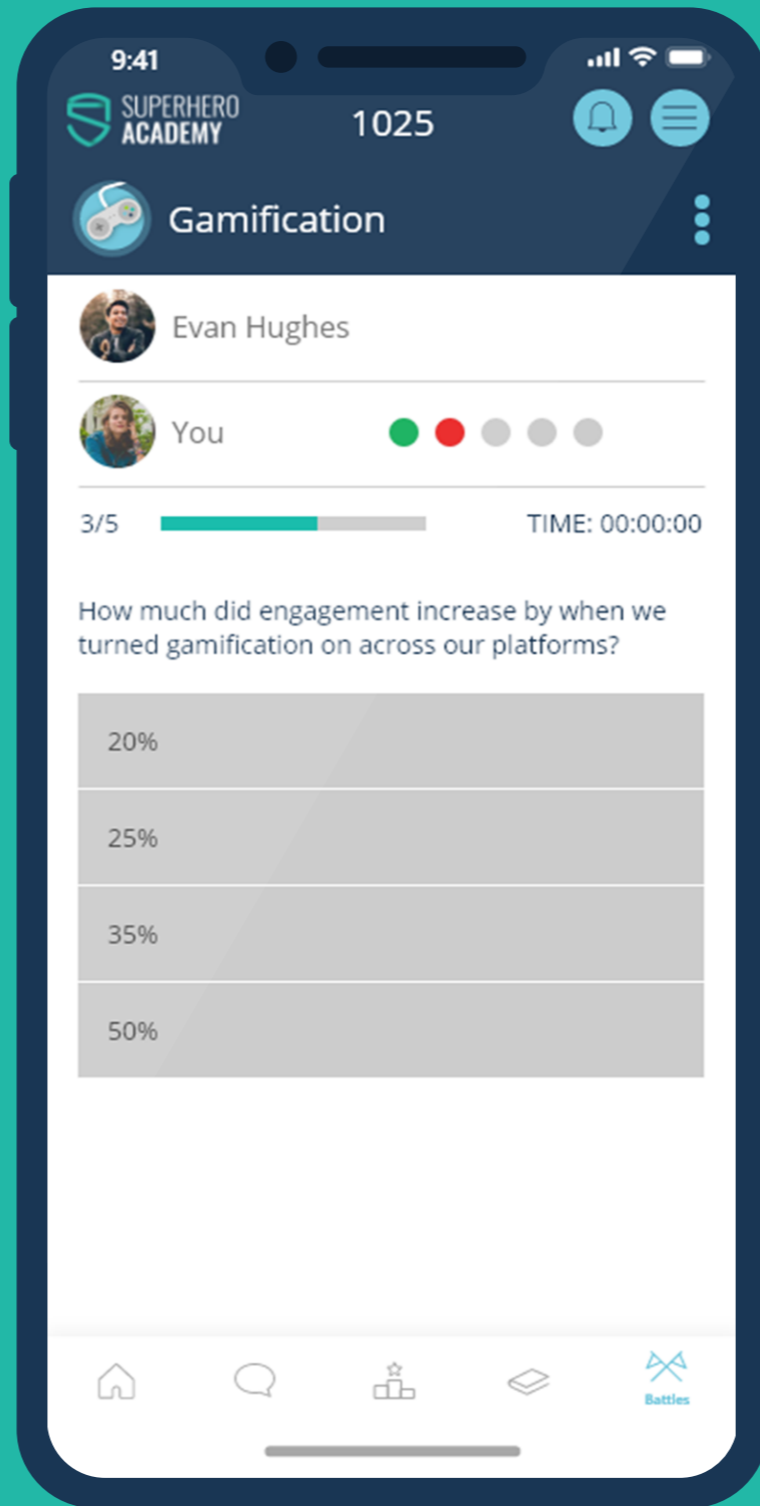 9:41
SUPERHERO
ACADEMY
1025
Gamification
Evan Hughes
You
3/5
TIME: 00:00:00
How much did engagement increase by when we
turned gamification on across our platforms?
20%
25%
35%
50%
Battles